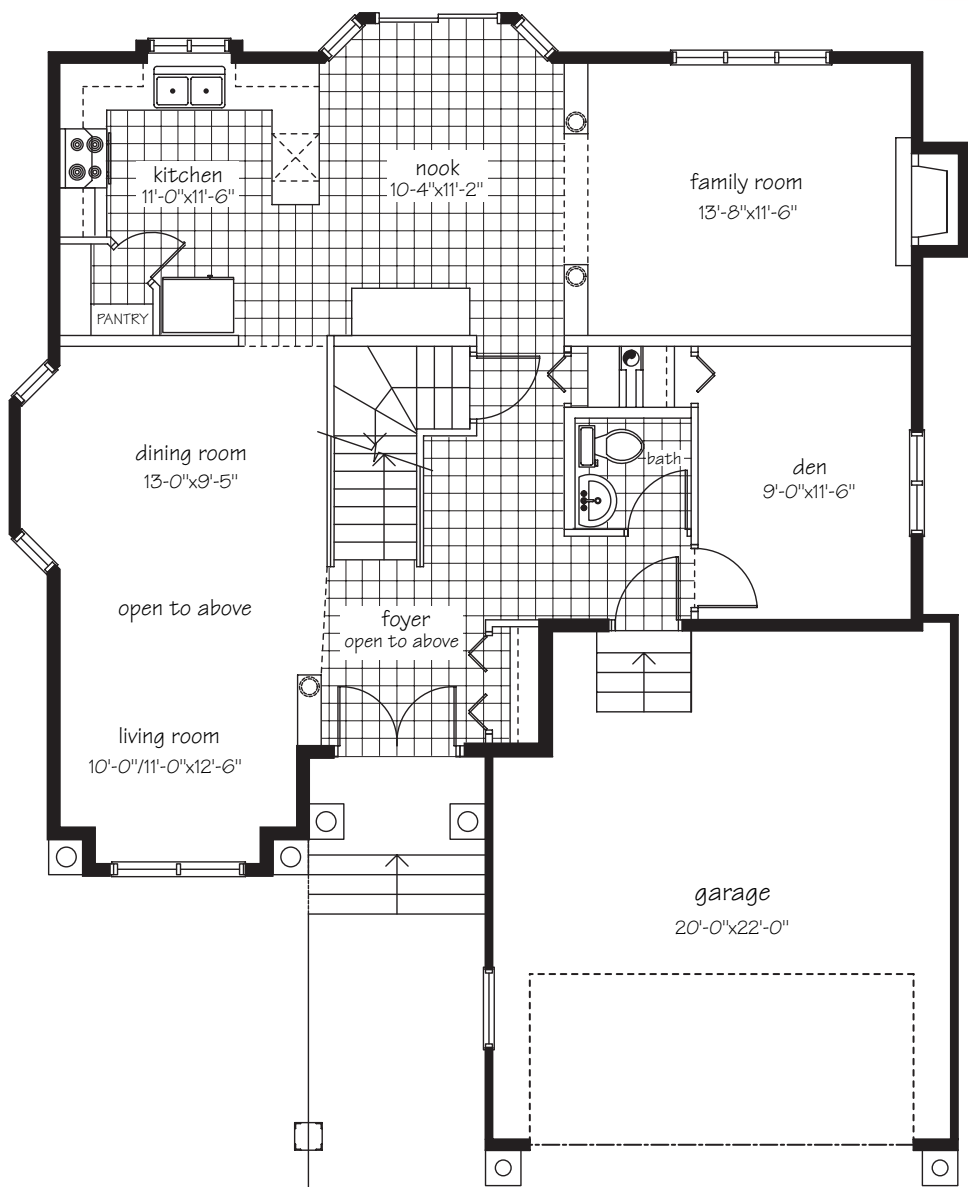 kitchen
11'-0"x11'-6"
nook
10-4"x11'-2"
family room
13'-8"x11'-6"
PANTRY
dining room
13-0"x9'-5"
bath
den
9'-0"x11'-6"
open to above
foyer
open to above
living room
10'-0"/11'-0"x12'-6"
garage
20'-0"x22'-0"